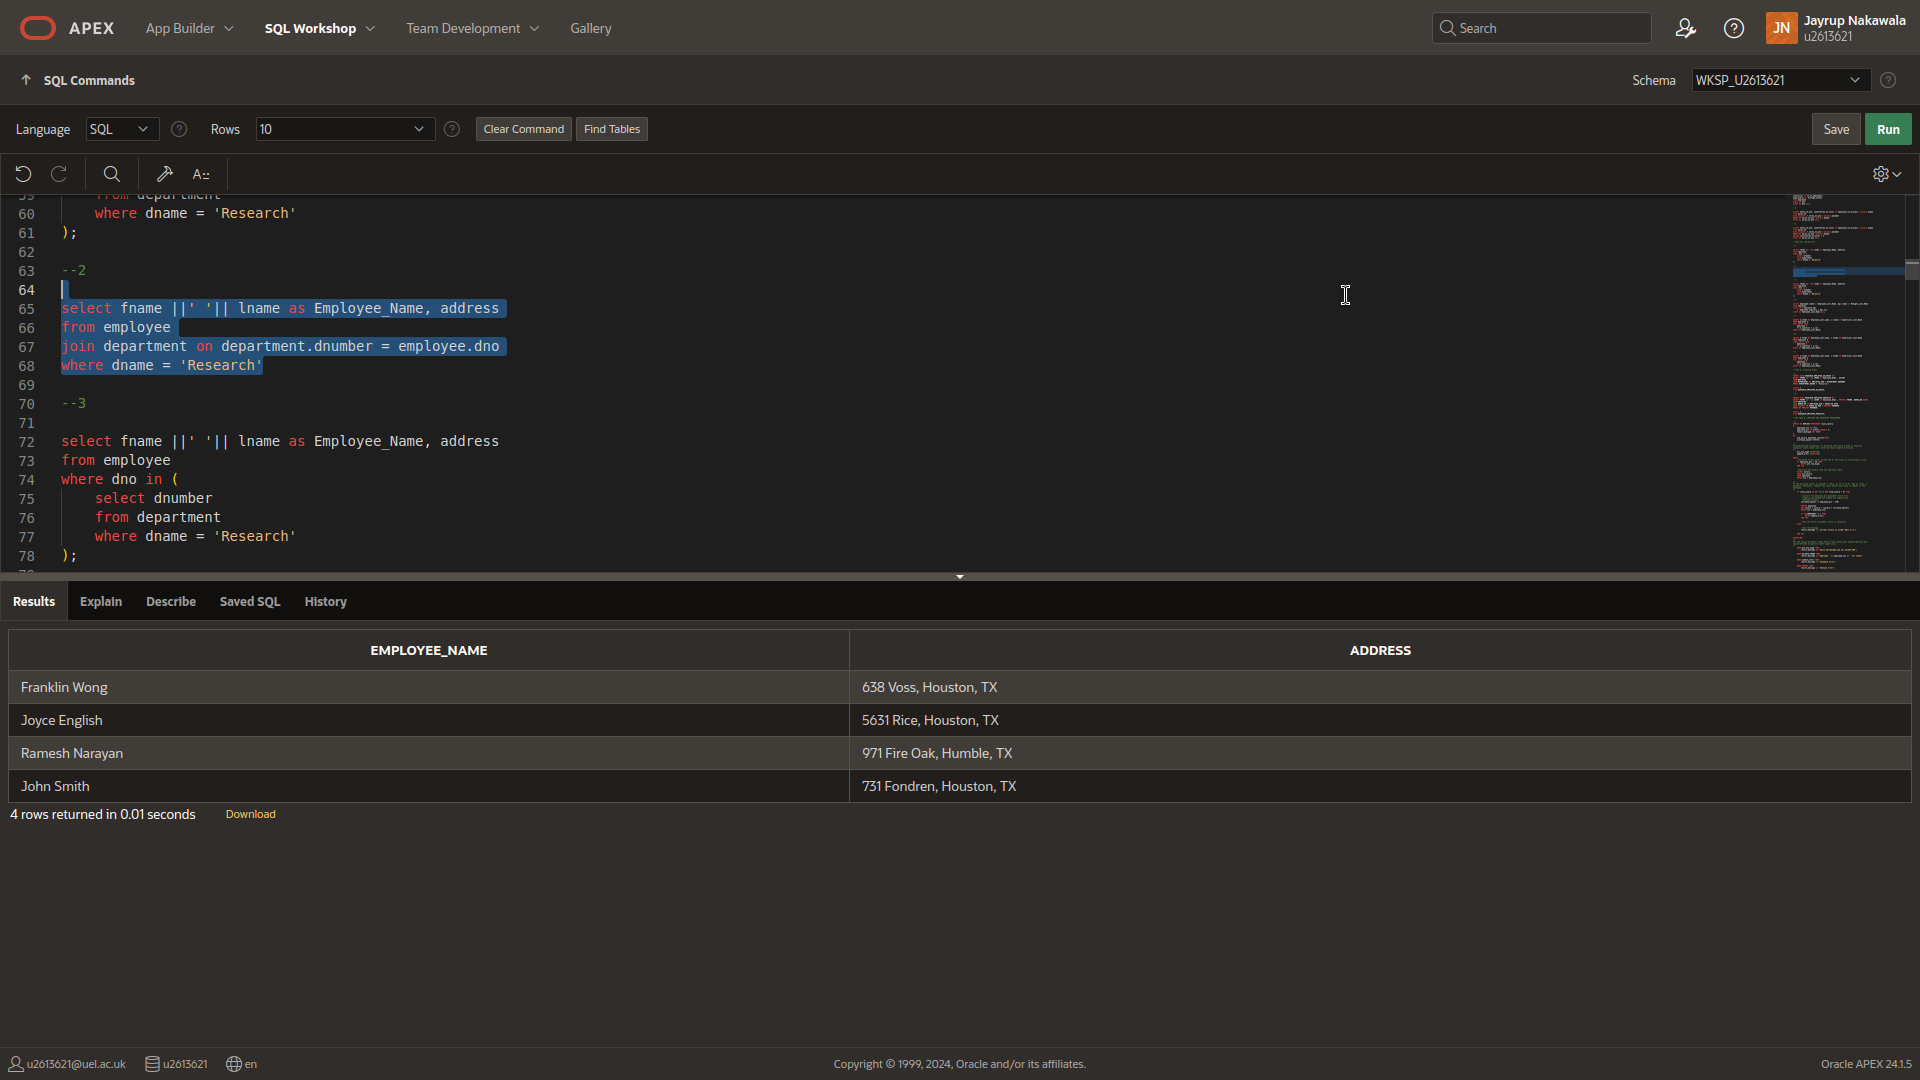 APEX App Builder SQL Workshop Team Development Gallery Search JN Jayrup Nakawala
u2613621
SQL Commands Schema WKSP_U2613621
Language SQL Rows 10 Clear Command Find Tables Save Run
60 where dname = 'Research'
61 );
62
63 --2
64
65 select fname ||' '|| lname as Employee_Name, address
66 from employee
67 join department on department.dnumber = employee.dno
68 where dname = 'Research'
69
70 --3
71
72 select fname ||' '|| lname as Employee_Name, address
73 from employee
74 where dno in (
75 select dnumber
76 from department
77 where dname = 'Research'
78 );
Results Explain Describe Saved SQL History
EMPLOYEE_NAME ADDRESS
Franklin Wong 638 Voss, Houston, TX
Joyce English 5631 Rice, Houston, TX
Ramesh Narayan 971 Fire Oak, Humble, TX
John Smith 731 Fondren, Houston, TX
4 rows returned in 0.01 seconds Download
u2613621@uel.ac.uk u2613621 en Copyright © 1999, 2024, Oracle and/or its affiliates. Oracle APEX 24.1.5